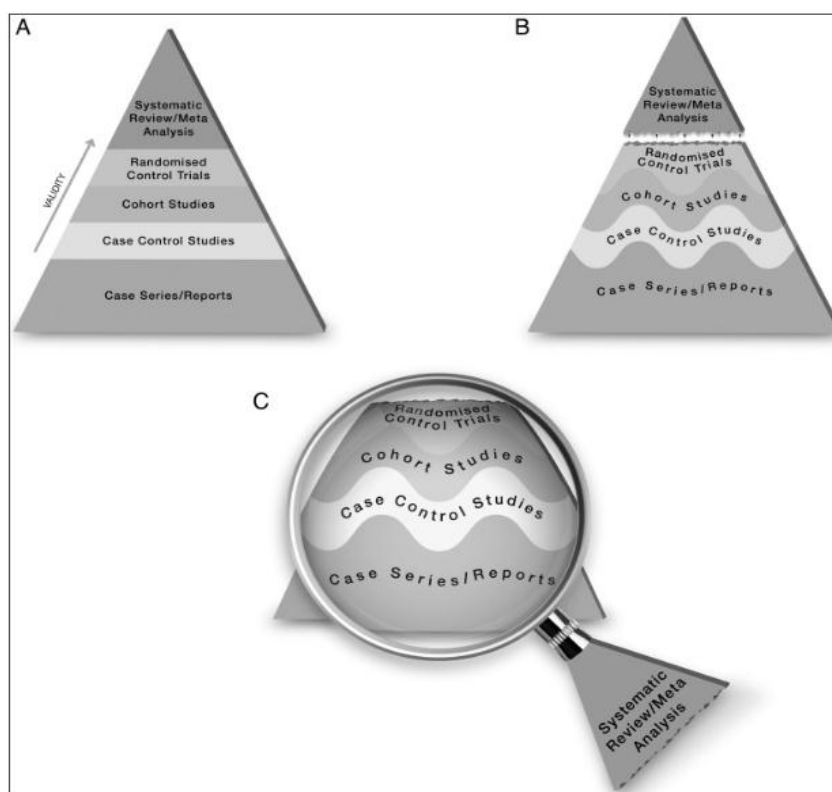 A
Systematic
Review/Meta
Analysis
Randomised
Control Trials
Cohort Studies
Case Control Studies
Case Series/Reports
VALIDITY
B
Systematic
Review/Meta
Analysis
Randomised
Control Trials
Cohort Studies
Case Control Studies
Case Series/Reports
C
Randomised
Control Trials
Cohort Studies
Case Control Studies
Case Series/Reports
Systematic
Review/Meta
Analysis